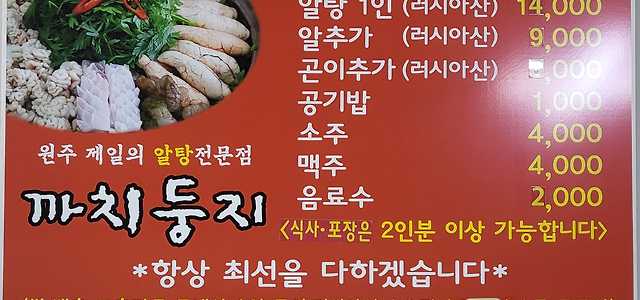 알탕 1인 (러시아산) 14,000
알추가 (러시아산) 9,000
곤이추가 (러시아산) ,000
공기밥 1,000
소주 4,000
맥주 4,000
음료수 2,000
<식사·포장은 2인분 이상 가능합니다>
원주 제일의 알탕전문점
까치둥지
*항상 최선을 다하겠습니다*